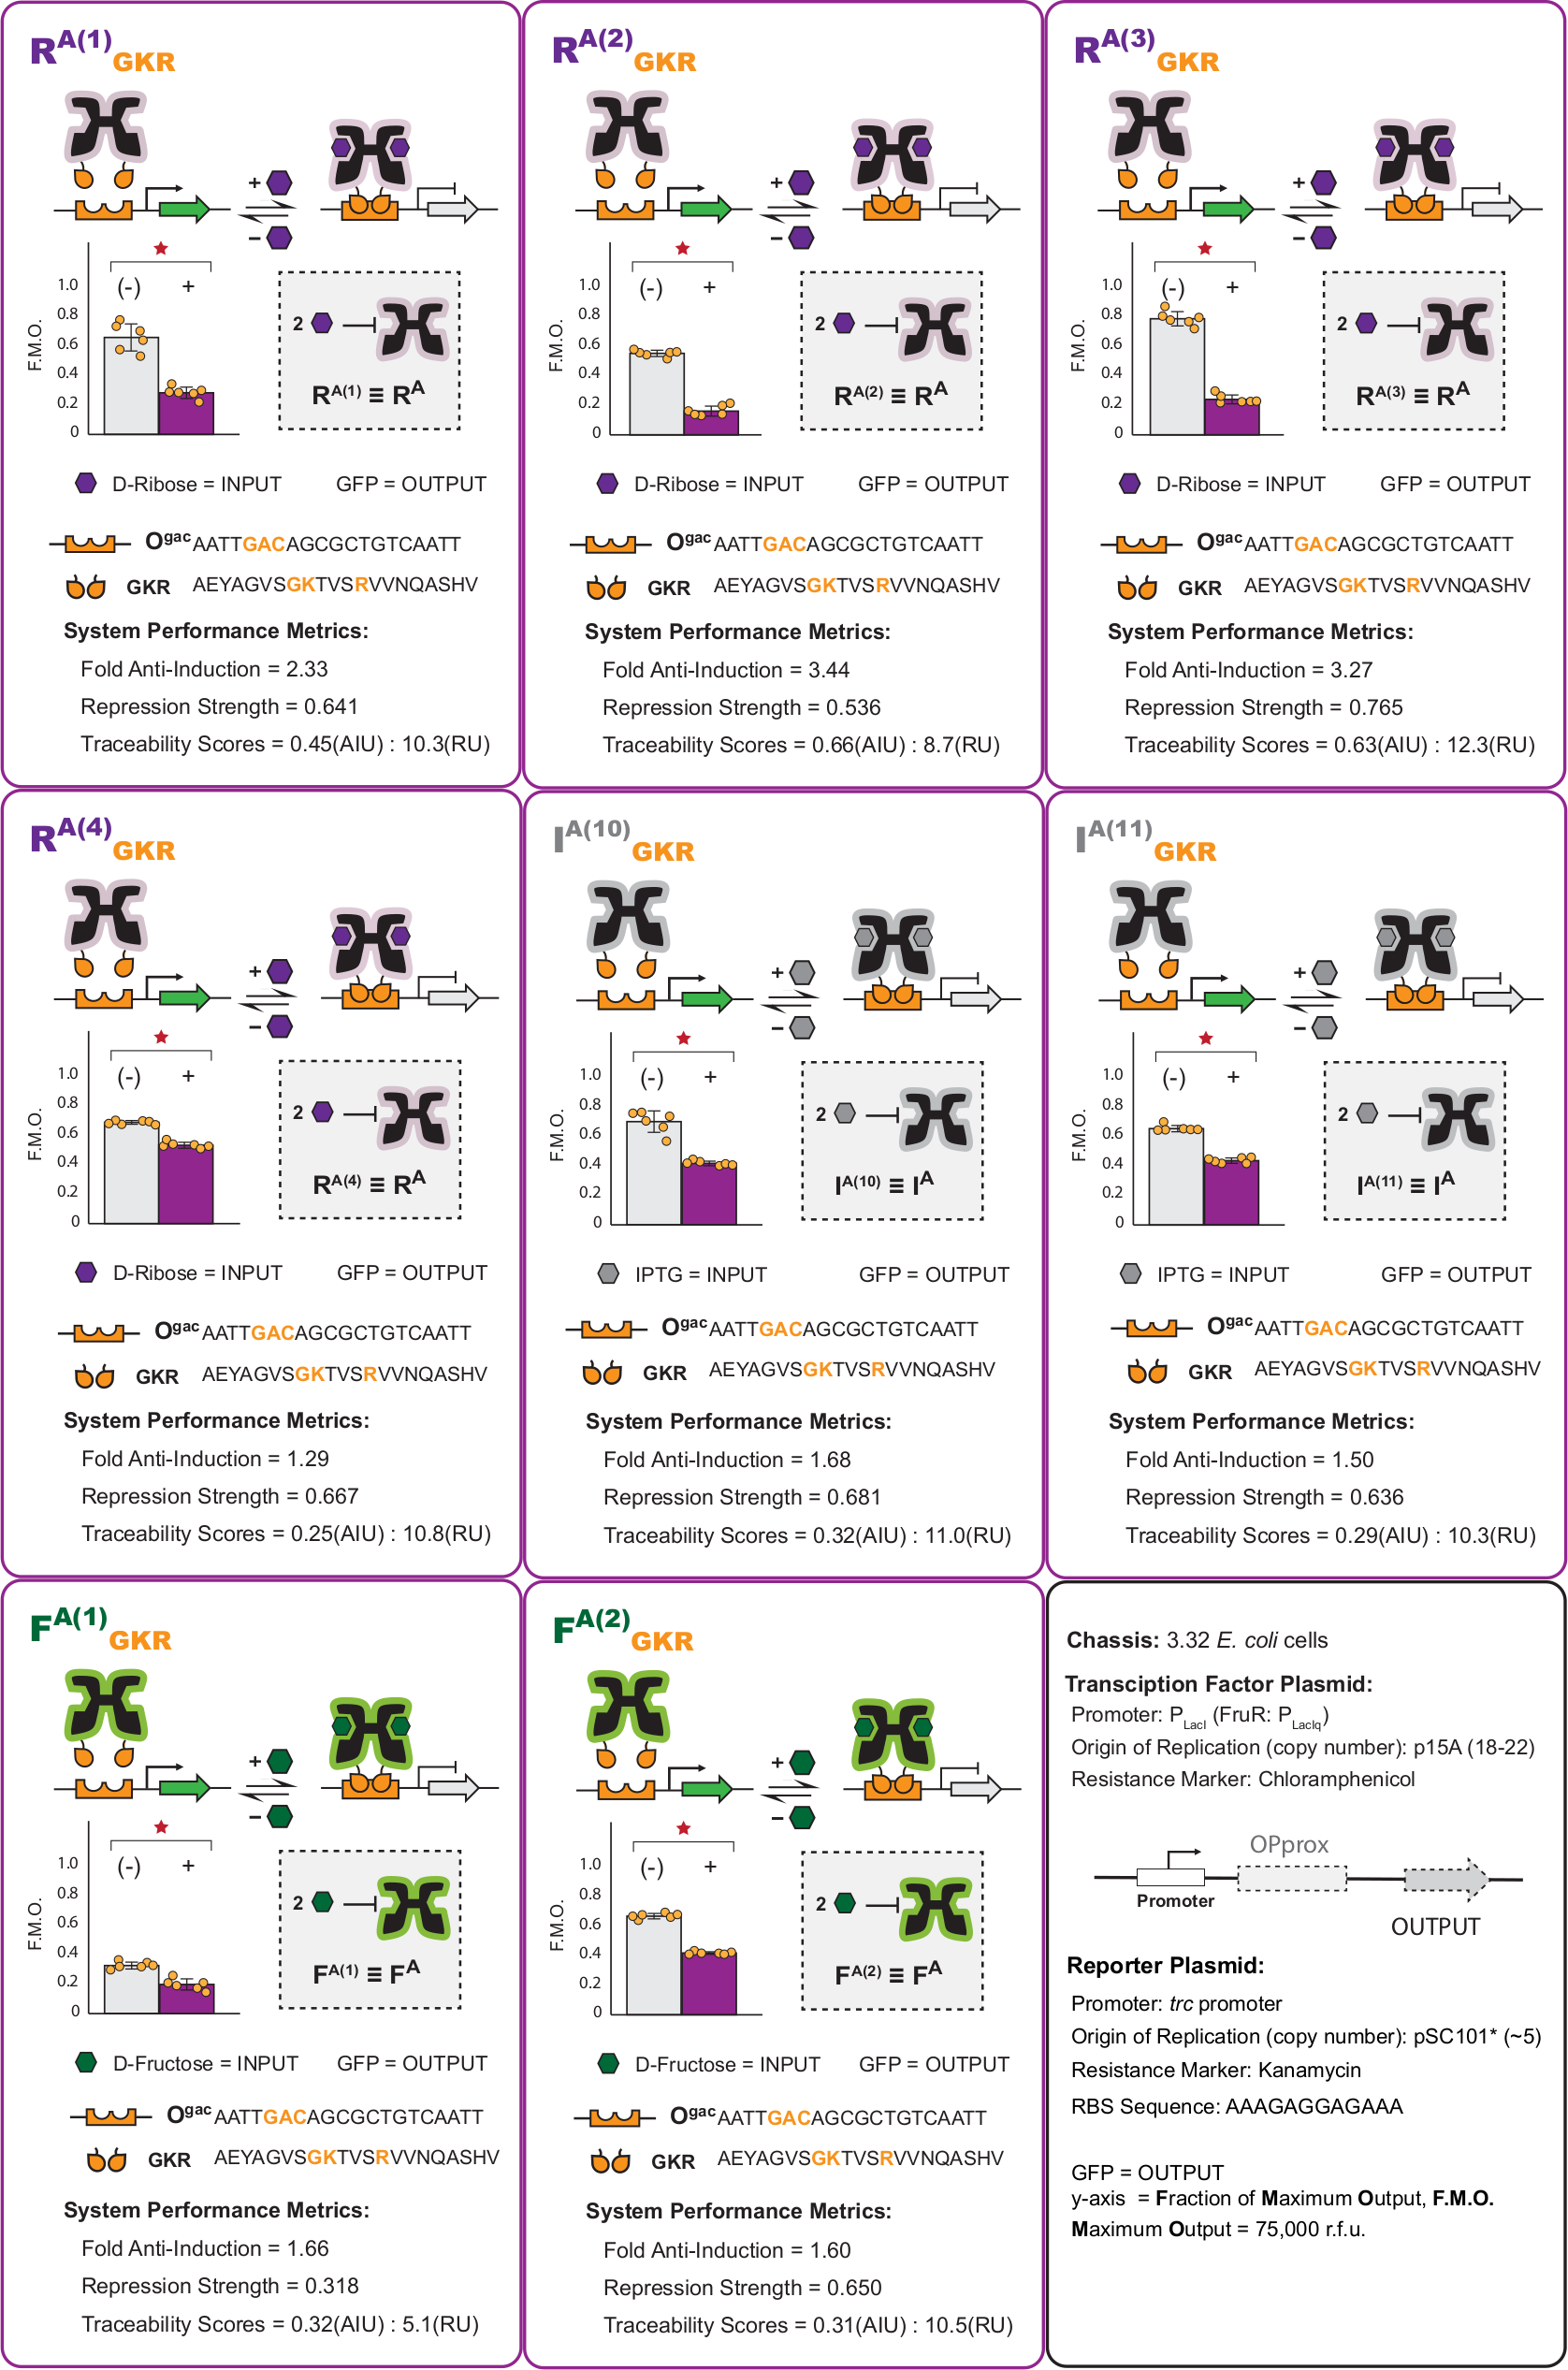 R^A(1) GKR
+
−
★
(-) +
F.M.O.
1.0
0.8
0.6
0.4
0.2
0
2
R^A(1) ≡ R^A
D-Ribose = INPUT GFP = OUTPUT
O^gac AATTGACAGCGCTGTCAATT
GKR AEYAGVSGKTVSRVVNQASHV
System Performance Metrics:
Fold Anti-Induction = 2.33
Repression Strength = 0.641
Traceability Scores = 0.45(AIU) : 10.3(RU)
R^A(2) GKR
+
−
★
(-) +
F.M.O.
1.0
0.8
0.6
0.4
0.2
0
2
R^A(2) ≡ R^A
D-Ribose = INPUT GFP = OUTPUT
O^gac AATTGACAGCGCTGTCAATT
GKR AEYAGVSGKTVSRVVNQASHV
System Performance Metrics:
Fold Anti-Induction = 3.44
Repression Strength = 0.536
Traceability Scores = 0.66(AIU) : 8.7(RU)
R^A(3) GKR
+
−
★
(-) +
F.M.O.
1.0
0.8
0.6
0.4
0.2
0
2
R^A(3) ≡ R^A
D-Ribose = INPUT GFP = OUTPUT
O^gac AATTGACAGCGCTGTCAATT
GKR AEYAGVSGKTVSRVVNQASHV
System Performance Metrics:
Fold Anti-Induction = 3.27
Repression Strength = 0.765
Traceability Scores = 0.63(AIU) : 12.3(RU)
R^A(4) GKR
+
−
★
(-) +
F.M.O.
1.0
0.8
0.6
0.4
0.2
0
2
R^A(4) ≡ R^A
D-Ribose = INPUT GFP = OUTPUT
O^gac AATTGACAGCGCTGTCAATT
GKR AEYAGVSGKTVSRVVNQASHV
System Performance Metrics:
Fold Anti-Induction = 1.29
Repression Strength = 0.667
Traceability Scores = 0.25(AIU) : 10.8(RU)
I^A(10) GKR
+
−
★
(-) +
F.M.O.
1.0
0.8
0.6
0.4
0.2
0
2
I^A(10) ≡ I^A
IPTG = INPUT GFP = OUTPUT
O^gac AATTGACAGCGCTGTCAATT
GKR AEYAGVSGKTVSRVVNQASHV
System Performance Metrics:
Fold Anti-Induction = 1.68
Repression Strength = 0.681
Traceability Scores = 0.32(AIU) : 11.0(RU)
I^A(11) GKR
+
−
★
(-) +
F.M.O.
1.0
0.8
0.6
0.4
0.2
0
2
I^A(11) ≡ I^A
IPTG = INPUT GFP = OUTPUT
O^gac AATTGACAGCGCTGTCAATT
GKR AEYAGVSGKTVSRVVNQASHV
System Performance Metrics:
Fold Anti-Induction = 1.50
Repression Strength = 0.636
Traceability Scores = 0.29(AIU) : 10.3(RU)
F^A(1) GKR
+
−
★
(-) +
F.M.O.
1.0
0.8
0.6
0.4
0.2
0
2
F^A(1) ≡ F^A
D-Fructose = INPUT GFP = OUTPUT
O^gac AATTGACAGCGCTGTCAATT
GKR AEYAGVSGKTVSRVVNQASHV
System Performance Metrics:
Fold Anti-Induction = 1.66
Repression Strength = 0.318
Traceability Scores = 0.32(AIU) : 5.1(RU)
F^A(2) GKR
+
−
★
(-) +
F.M.O.
1.0
0.8
0.6
0.4
0.2
0
2
F^A(2) ≡ F^A
D-Fructose = INPUT GFP = OUTPUT
O^gac AATTGACAGCGCTGTCAATT
GKR AEYAGVSGKTVSRVVNQASHV
System Performance Metrics:
Fold Anti-Induction = 1.60
Repression Strength = 0.650
Traceability Scores = 0.31(AIU) : 10.5(RU)
Chassis: 3.32 E. coli cells
Transciption Factor Plasmid:
Promoter: P_LacI (FruR: P_LacIq)
Origin of Replication (copy number): p15A (18-22)
Resistance Marker: Chloramphenicol
OPprox
Promoter
OUTPUT
Reporter Plasmid:
Promoter: trc promoter
Origin of Replication (copy number): pSC101* (~5)
Resistance Marker: Kanamycin
RBS Sequence: AAAGAGGAGAAA
GFP = OUTPUT
y-axis = Fraction of Maximum Output, F.M.O.
Maximum Output = 75,000 r.f.u.